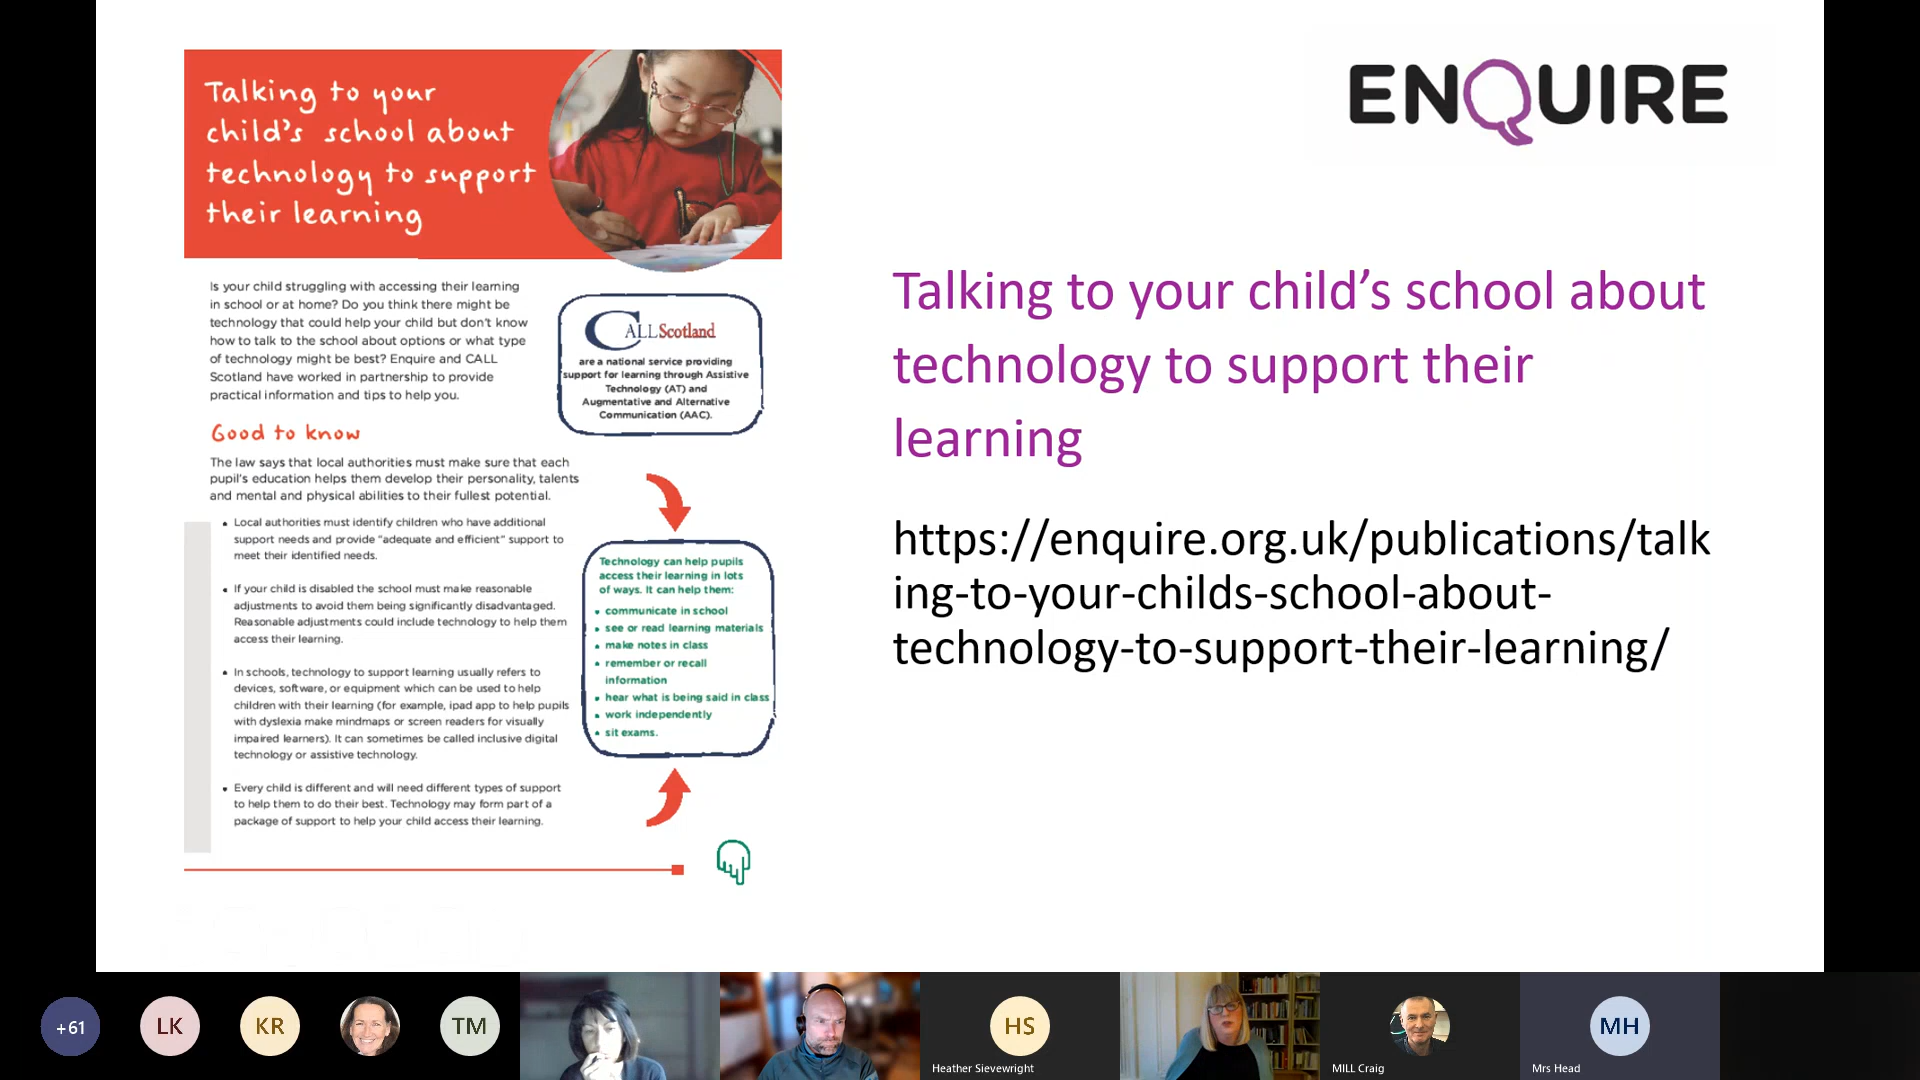 Talking to your
child's school about
technology to support
their learning
Is your child struggling with accessing their learning
in school or at home? Do you think there might be
technology that could help your child but don't know
how to talk to the school about options or what type
of technology might be best? Enquire and CALL
Scotland have worked in partnership to provide
practical information and tips to help you.
CALL Scotland
are a national service providing
support for learning through Assistive
Technology (AT) and
Augmentative and Alternative
Communication (AAC).
Good to know
The law says that local authorities must make sure that each
pupil's education helps them develop their personality, talents
and mental and physical abilities to their fullest potential.
• Local authorities must identify children who have additional
support needs and provide "adequate and efficient" support to
meet their identified needs.
• If your child is disabled the school must make reasonable
adjustments to avoid them being significantly disadvantaged.
Reasonable adjustments could include technology to help them
access their learning.
• In schools, technology to support learning usually refers to
devices, software, or equipment which can be used to help
children with their learning (for example, ipad app to help pupils
with dyslexia make mindmaps or screen readers for visually
impaired learners). It can sometimes be called inclusive digital
technology or assistive technology.
• Every child is different and will need different types of support
to help them to do their best. Technology may form part of a
package of support to help your child access their learning.
Technology can help pupils
access their learning in lots
of ways. It can help them:
• communicate in school
• see or read learning materials
• make notes in class
• remember or recall
information
• hear what is being said in class
• work independently
• sit exams.
ENQUIRE
Talking to your child's school about
technology to support their
learning
https://enquire.org.uk/publications/talk
ing-to-your-childs-school-about-
technology-to-support-their-learning/
+61
LK
KR
TM
HS
Heather Sievewright
MILL Craig
MH
Mrs Head